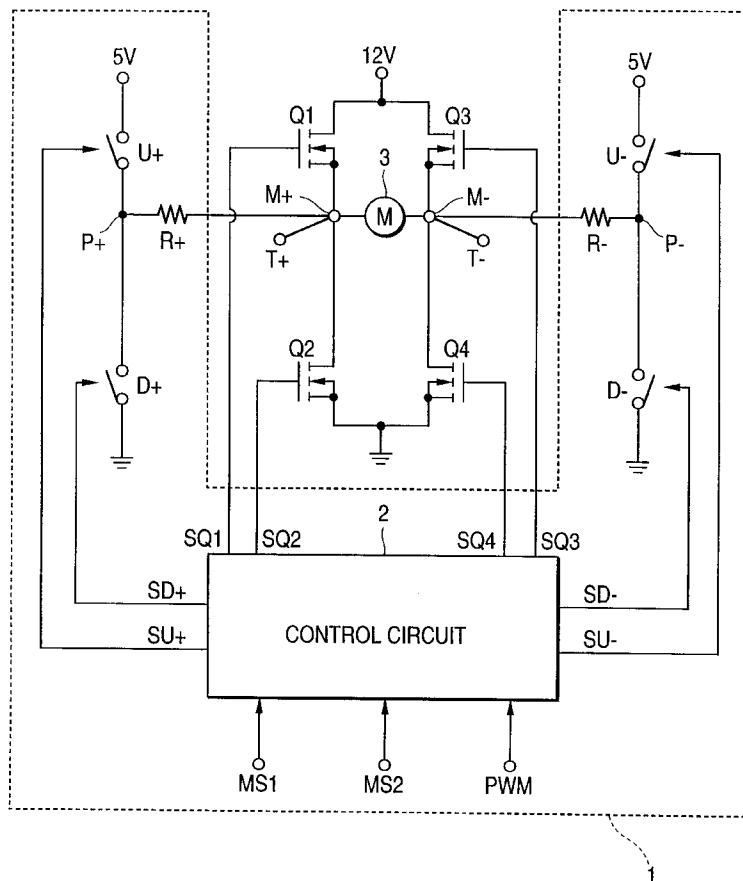 5V
12V
5V
Q1
Q3
3
U+
U-
M+
M
M-
P+
R+
T+
T-
R-
P-
Q2
Q4
D+
D-
SQ1
SQ2
2
SQ4
SQ3
SD+
SD-
SU+
CONTROL CIRCUIT
SU-
MS1
MS2
PWM
1